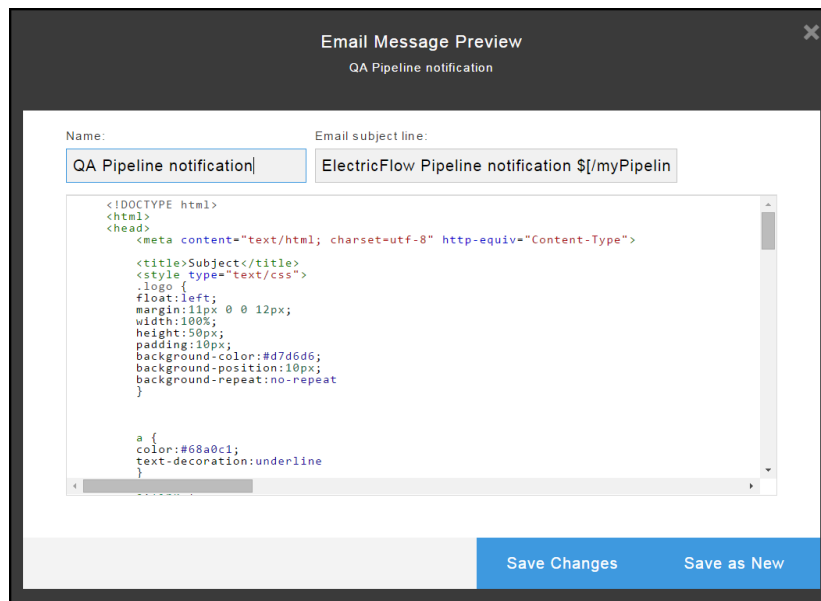 Email Message Preview
QA Pipeline notification
Name:
Email subject line:
QA Pipeline notification
ElectricFlow Pipeline notification $[/myPipelin
<!DOCTYPE html>
<html>
<head>
<meta content="text/html; charset=utf-8" http-equiv="Content-Type">
<title>Subject</title>
<style type="text/css">
.logo {
float:left;
margin:11px 0 0 12px;
width:100%;
height:50px;
padding:10px;
background-color:#d7d6d6;
background-position:10px;
background-repeat:no-repeat
}
a {
color:#68a0c1;
text-decoration:underline
}
Save Changes
Save as New